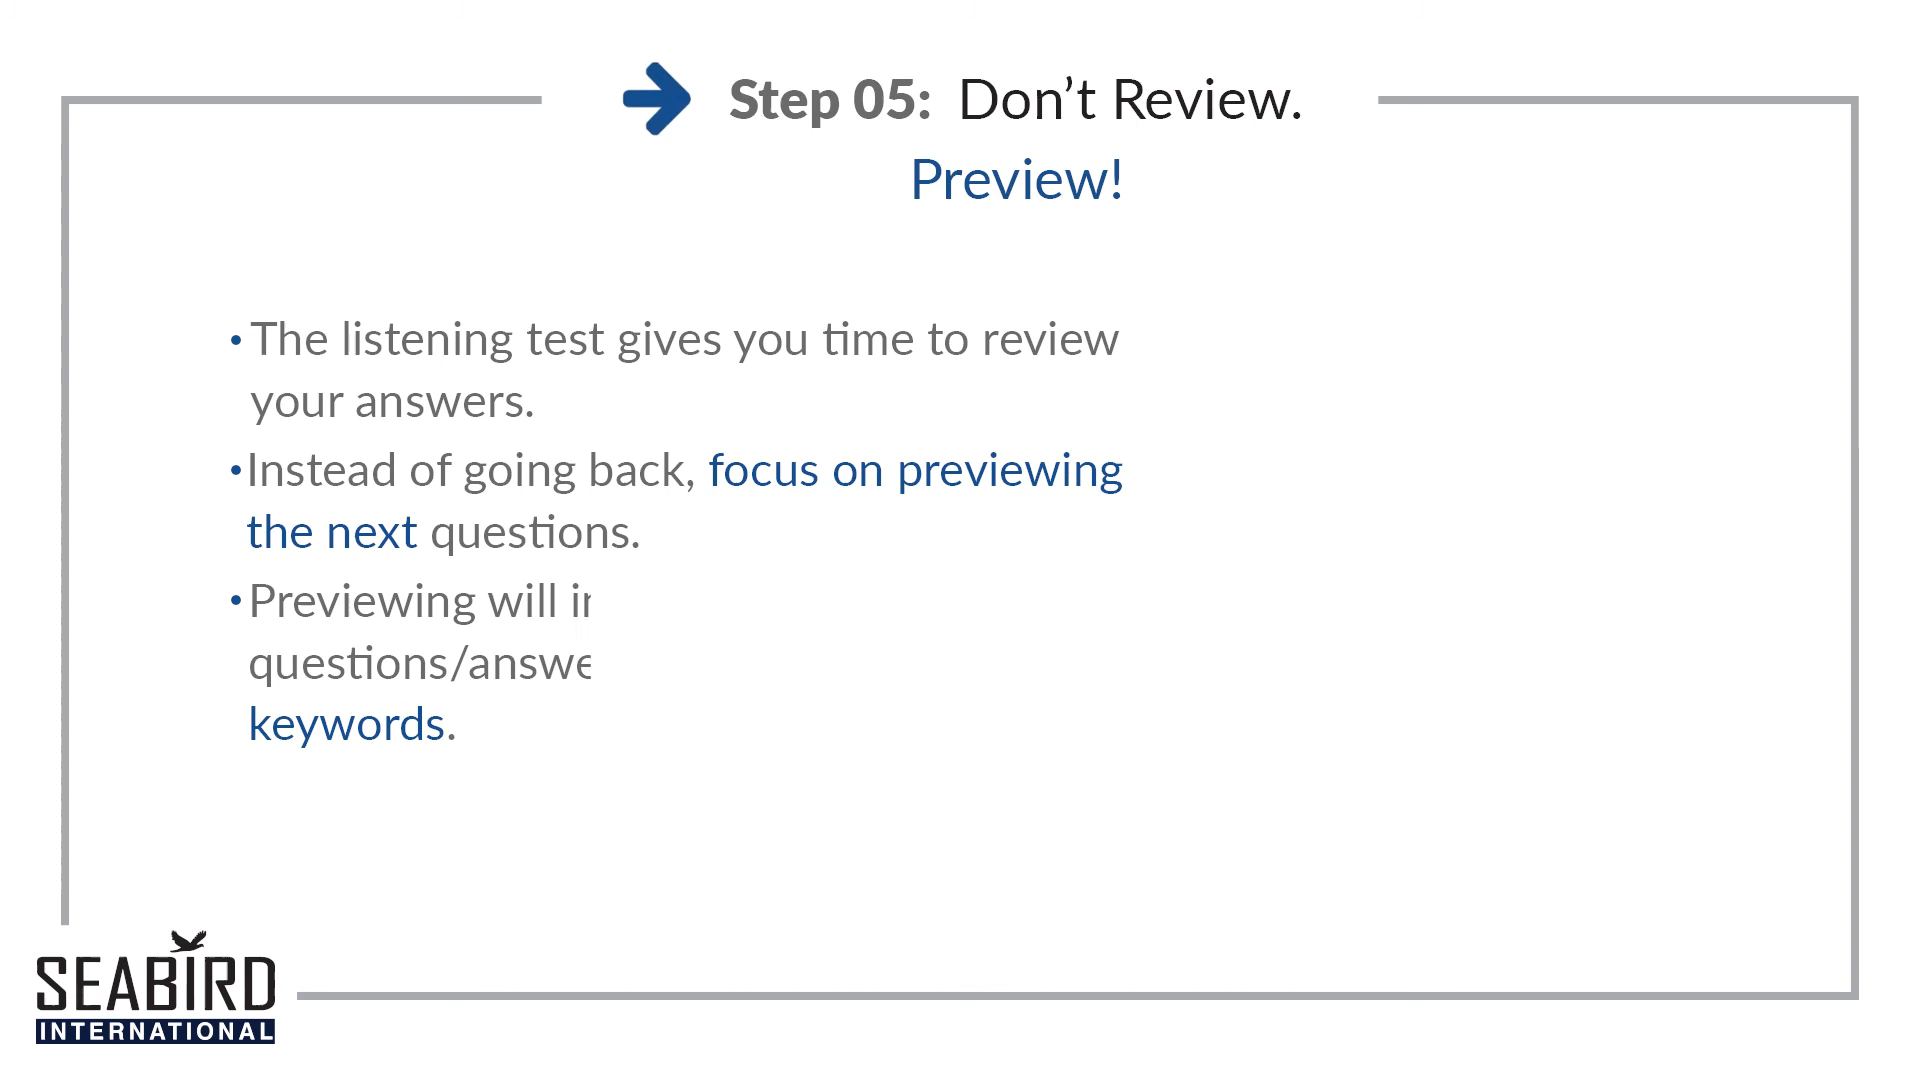 Step 05: Don’t Review.
Preview!
• The listening test gives you time to review
your answers.
• Instead of going back, focus on previewing
the next questions.
• Previewing will
keywords.
SEABIRD
INTERNATIONAL